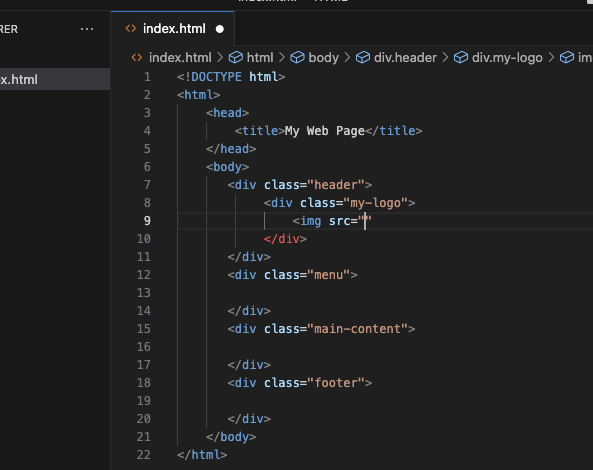 RER ··· index.html
x.html index.html > html > body > div.header > div.my-logo > im
1 <!DOCTYPE html>
2 <html>
3 <head>
4 <title>My Web Page</title>
5 </head>
6 <body>
7 <div class="header">
8 <div class="my-logo">
9 <img src=""
10 </div>
11 </div>
12 <div class="menu">
13
14 </div>
15 <div class="main-content">
16
17 </div>
18 <div class="footer">
19
20 </div>
21 </body>
22 </html>